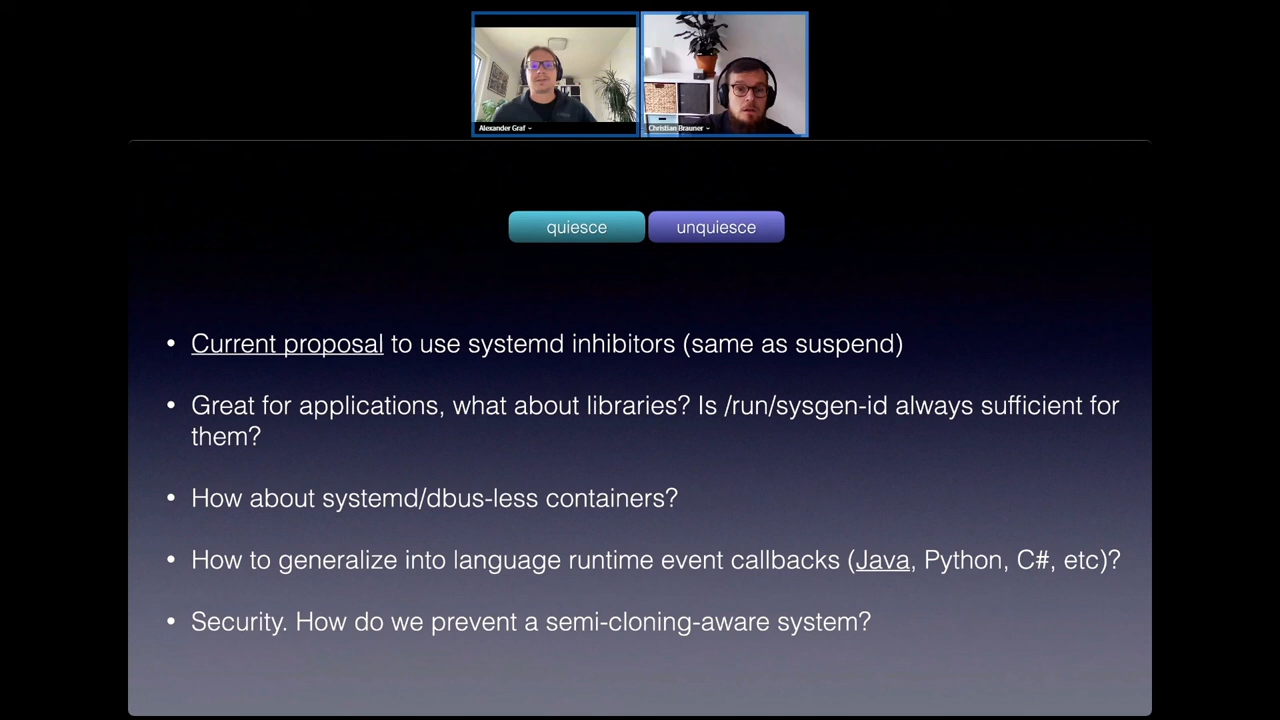 Alexander Graf
Christian Brauner
quiesce
unquiesce
• Current proposal to use systemd inhibitors (same as suspend)
• Great for applications, what about libraries? Is /run/sysgen-id always sufficient for
them?
• How about systemd/dbus-less containers?
• How to generalize into language runtime event callbacks (Java, Python, C#, etc)?
• Security. How do we prevent a semi-cloning-aware system?